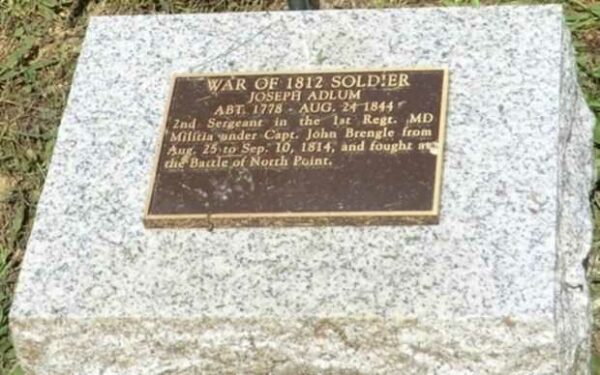 WAR OF 1812 SOLDIER
JOSEPH ADLUM
ABT. 1778 - AUG. 24 1844
2nd Sergeant in the 1st Regt. MD
Militia under Capt. John Brengle from
Aug. 25 to Sep. 10, 1814, and fought at
the Battle of North Point.